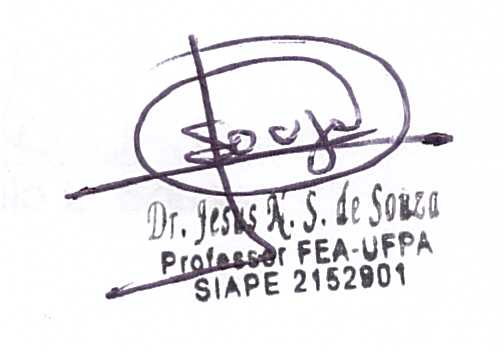 Souza
Dr. Jesus N. S. de Souza
Professor FEA-UFPA
SIAPE 2152901